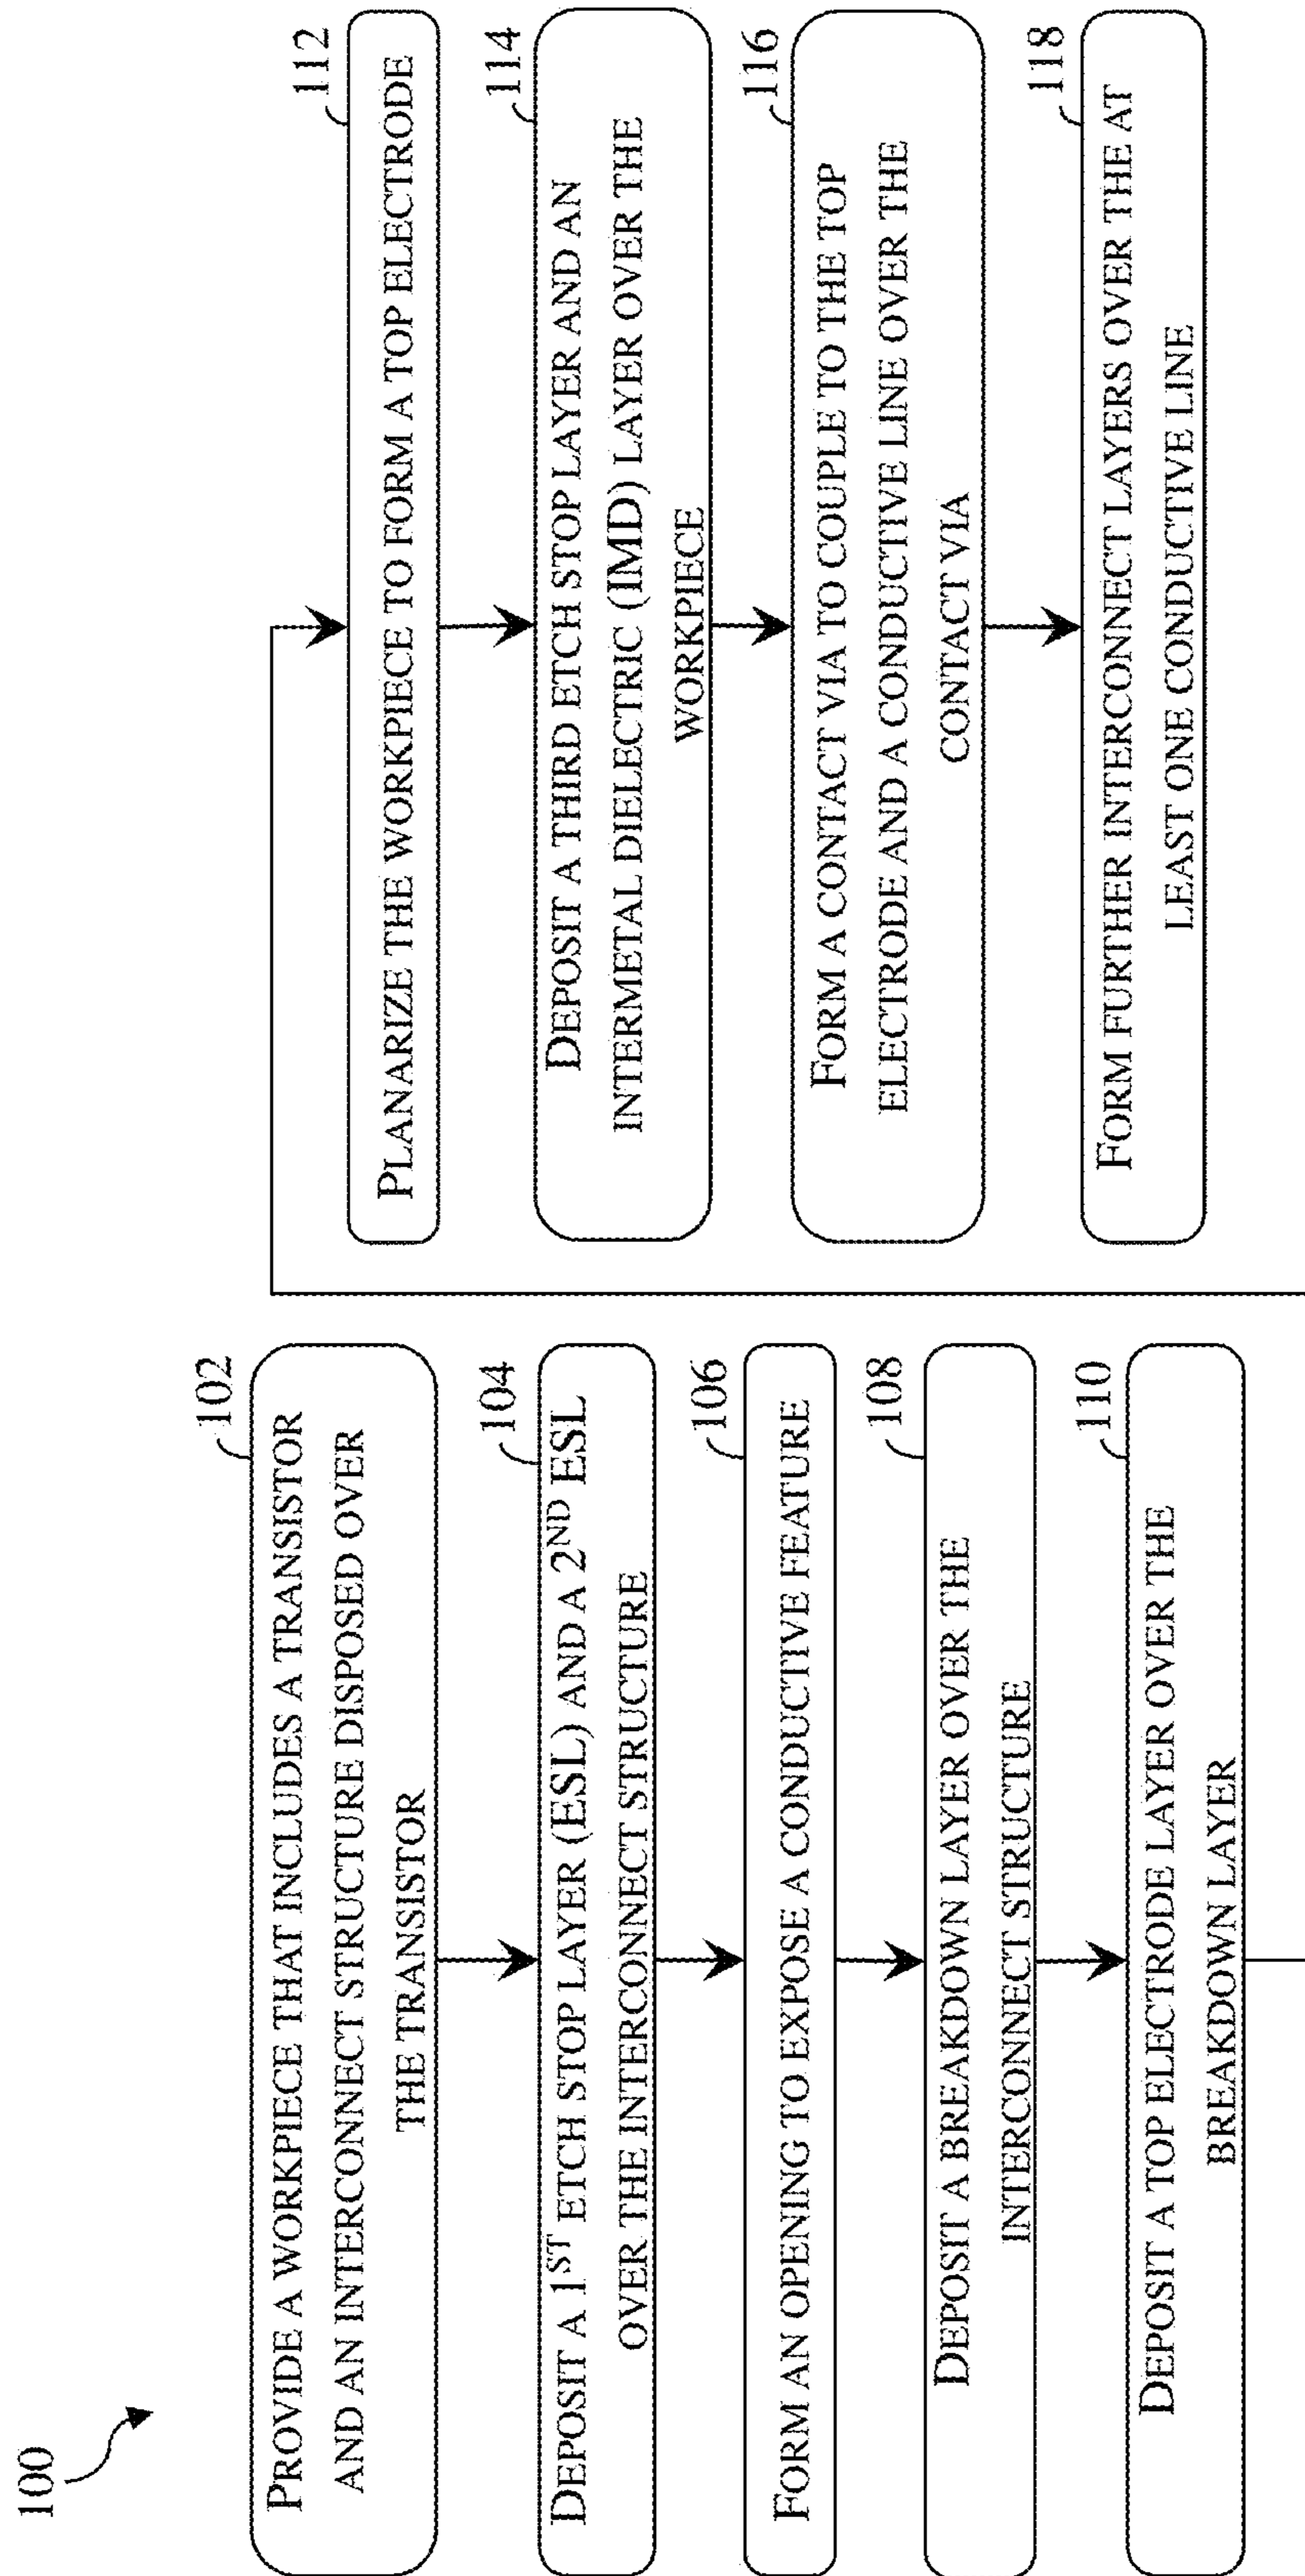 100
102
PROVIDE A WORKPIECE THAT INCLUDES A TRANSISTOR
AND AN INTERCONNECT STRUCTURE DISPOSED OVER
THE TRANSISTOR
104
DEPOSIT A 1ST ETCH STOP LAYER (ESL) AND A 2ND ESL
OVER THE INTERCONNECT STRUCTURE
106
FORM AN OPENING TO EXPOSE A CONDUCTIVE FEATURE
108
DEPOSIT A BREAKDOWN LAYER OVER THE
INTERCONNECT STRUCTURE
110
DEPOSIT A TOP ELECTRODE LAYER OVER THE
BREAKDOWN LAYER
112
PLANARIZE THE WORKPIECE TO FORM A TOP ELECTRODE
114
DEPOSIT A THIRD ETCH STOP LAYER AND AN
INTERMETAL DIELECTRIC (IMD) LAYER OVER THE
WORKPIECE
116
FORM A CONTACT VIA TO COUPLE TO THE TOP
ELECTRODE AND A CONDUCTIVE LINE OVER THE
CONTACT VIA
118
FORM FURTHER INTERCONNECT LAYERS OVER THE AT
LEAST ONE CONDUCTIVE LINE